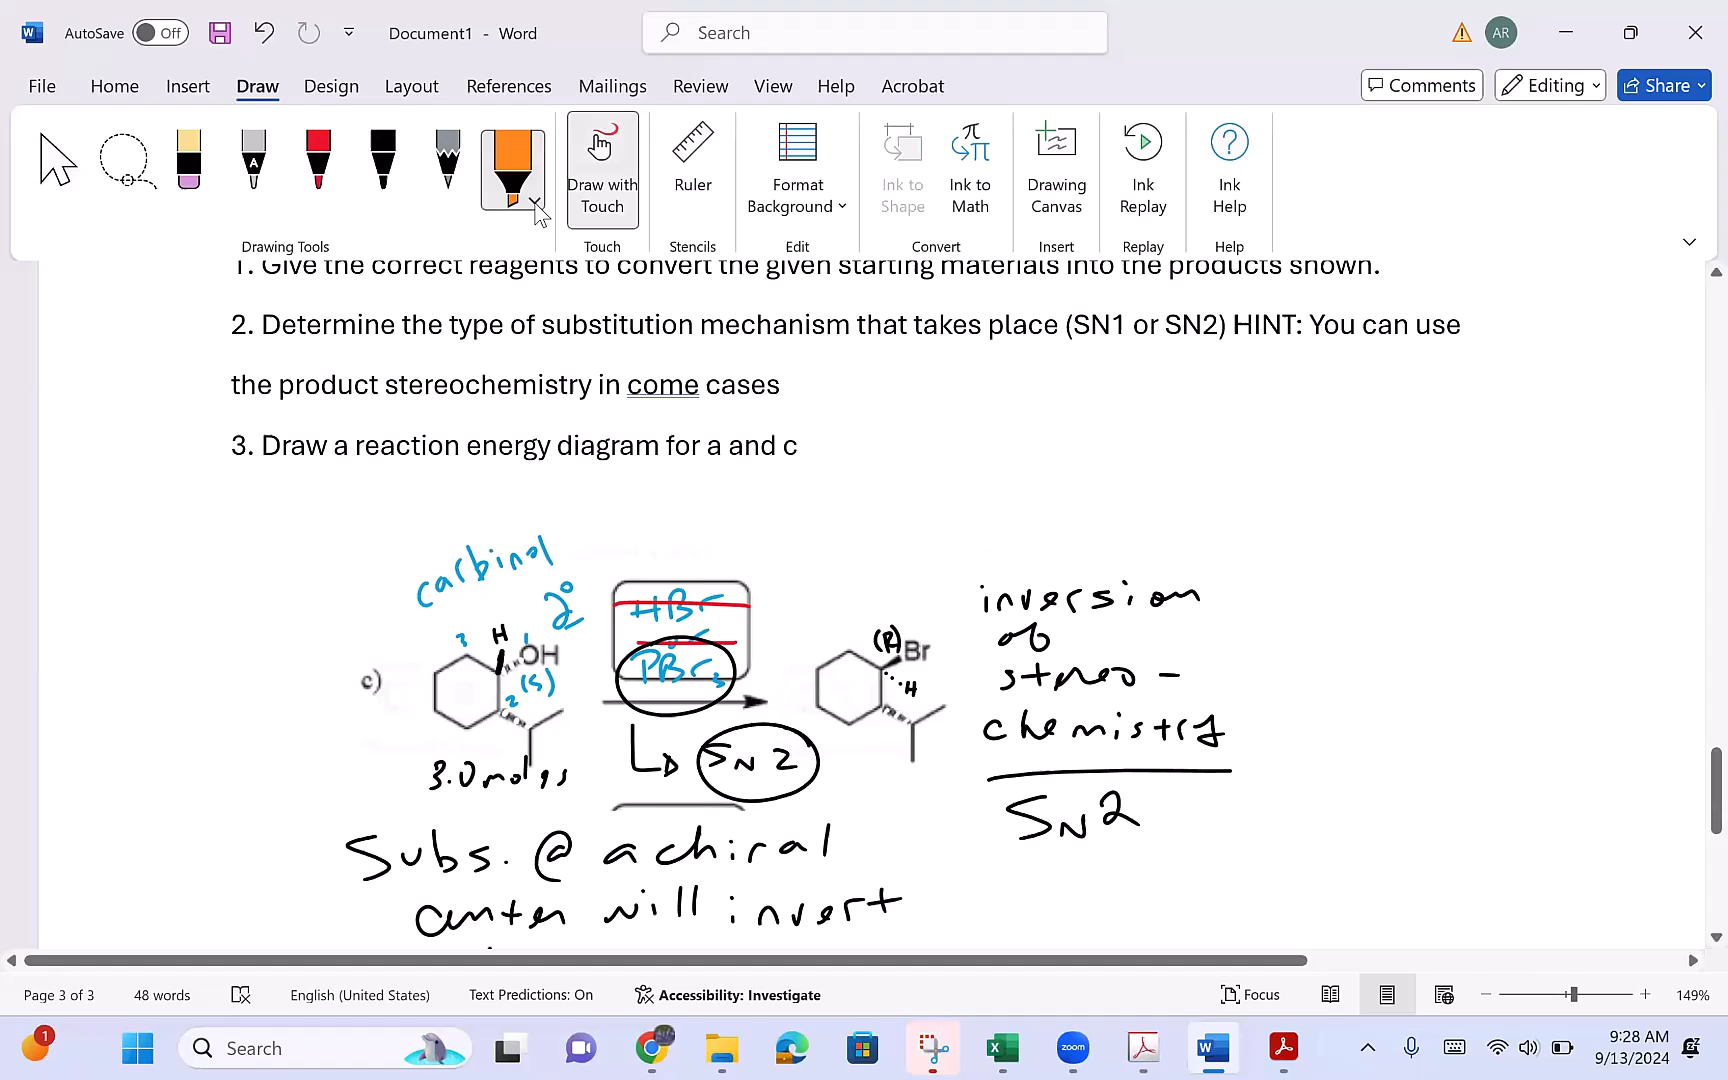 AutoSave Off Document1 - Word Search AR
File Home Insert Draw Design Layout References Mailings Review View Help Acrobat Comments Editing Share
A
Draw with Touch
Ruler
Format Background
Ink to Shape
Ink to Math
Drawing Canvas
Ink Replay
Ink Help
Drawing Tools Touch Stencils Edit Convert Insert Replay Help
1. Give the correct reagents to convert the given starting materials into the products shown.
2. Determine the type of substitution mechanism that takes place (SN1 or SN2) HINT: You can use
the product stereochemistry in come cases
3. Draw a reaction energy diagram for a and c
carbinol
2°
HBr
PBr3
c)
3 H 1 OH
(S)
2
(R) Br
H
inversion
of
stereo -
chemistry
SN2
SN2
Subs. @ a chiral
center will invert
Page 3 of 3 48 words English (United States) Text Predictions: On Accessibility: Investigate Focus 149%
1 Search zoom 9:28 AM
9/13/2024